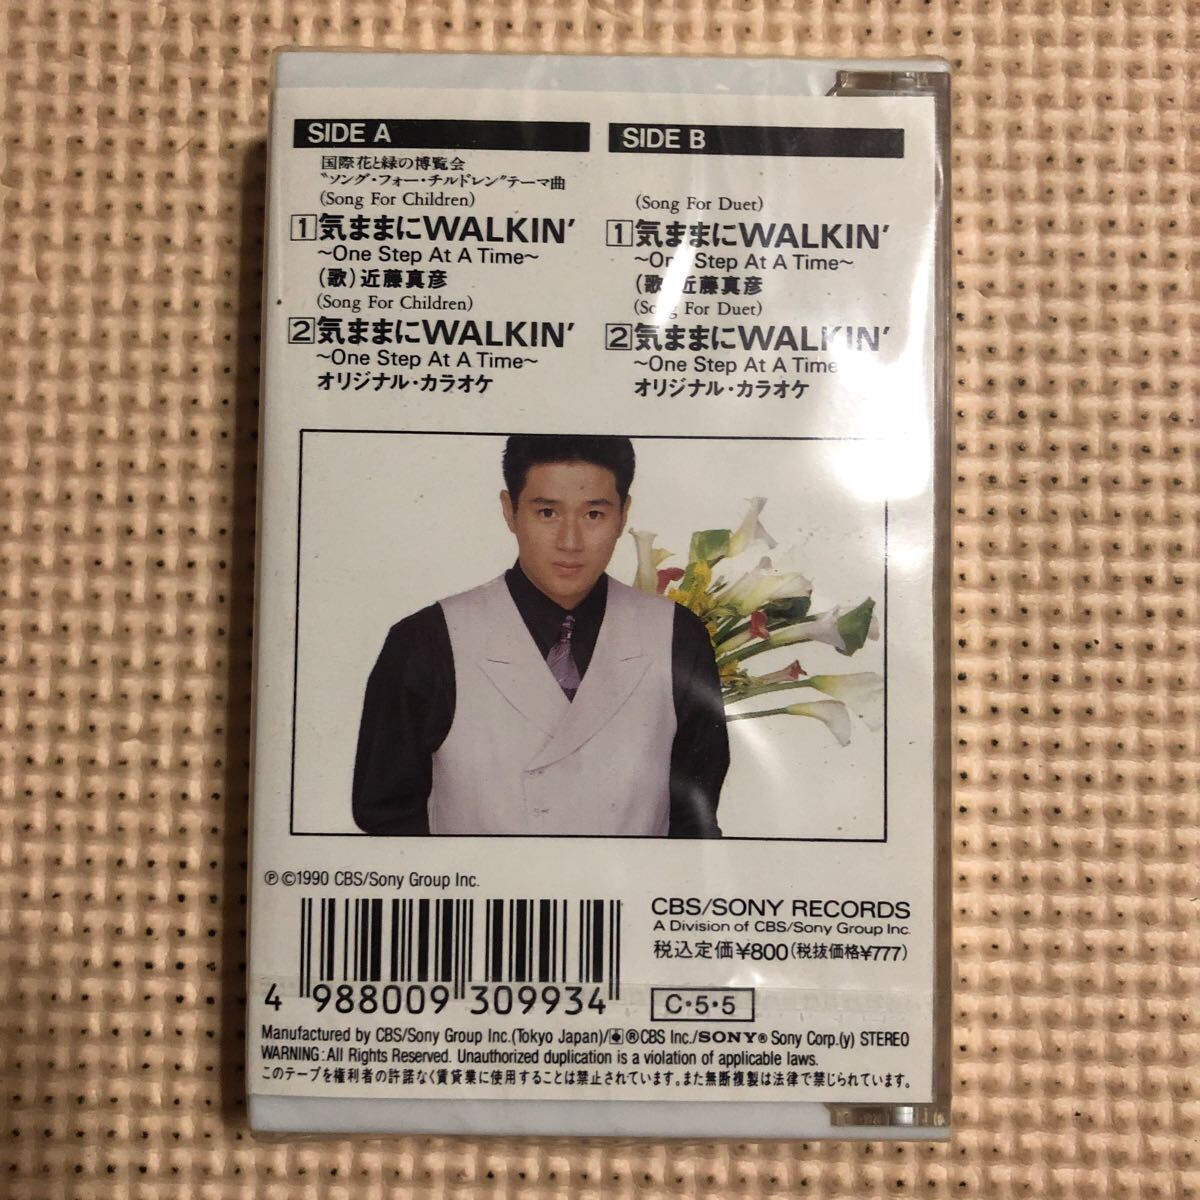 SIDE A
国際花と緑の博覧会
"ソング・フォー・チルドレン"テーマ曲
(Song For Children)
1 気ままにWALKIN'
~One Step At A Time~
(歌)近藤真彦
(Song For Children)
2 気ままにWALKIN'
~One Step At A Time~
オリジナル・カラオケ
SIDE B
(Song For Duet)
1 気ままにWALKIN'
~One Step At A Time~
(歌)近藤真彦
(Song For Duet)
2 気ままにWALKIN'
~One Step At A Time
オリジナル・カラオケ
℗©1990 CBS/Sony Group Inc.
4 988009 309934
CBS/SONY RECORDS
A Division of CBS/Sony Group Inc.
税込定価¥800(税抜価格¥777)
C・5・5
Manufactured by CBS/Sony Group Inc.(Tokyo Japan)/®CBS Inc./SONY® Sony Corp.(y) STEREO
WARNING: All Rights Reserved. Unauthorized duplication is a violation of applicable laws.
このテープを権利者の許諾なく賃貸業に使用することは禁止されています。また無断複製は法律で禁じられています。